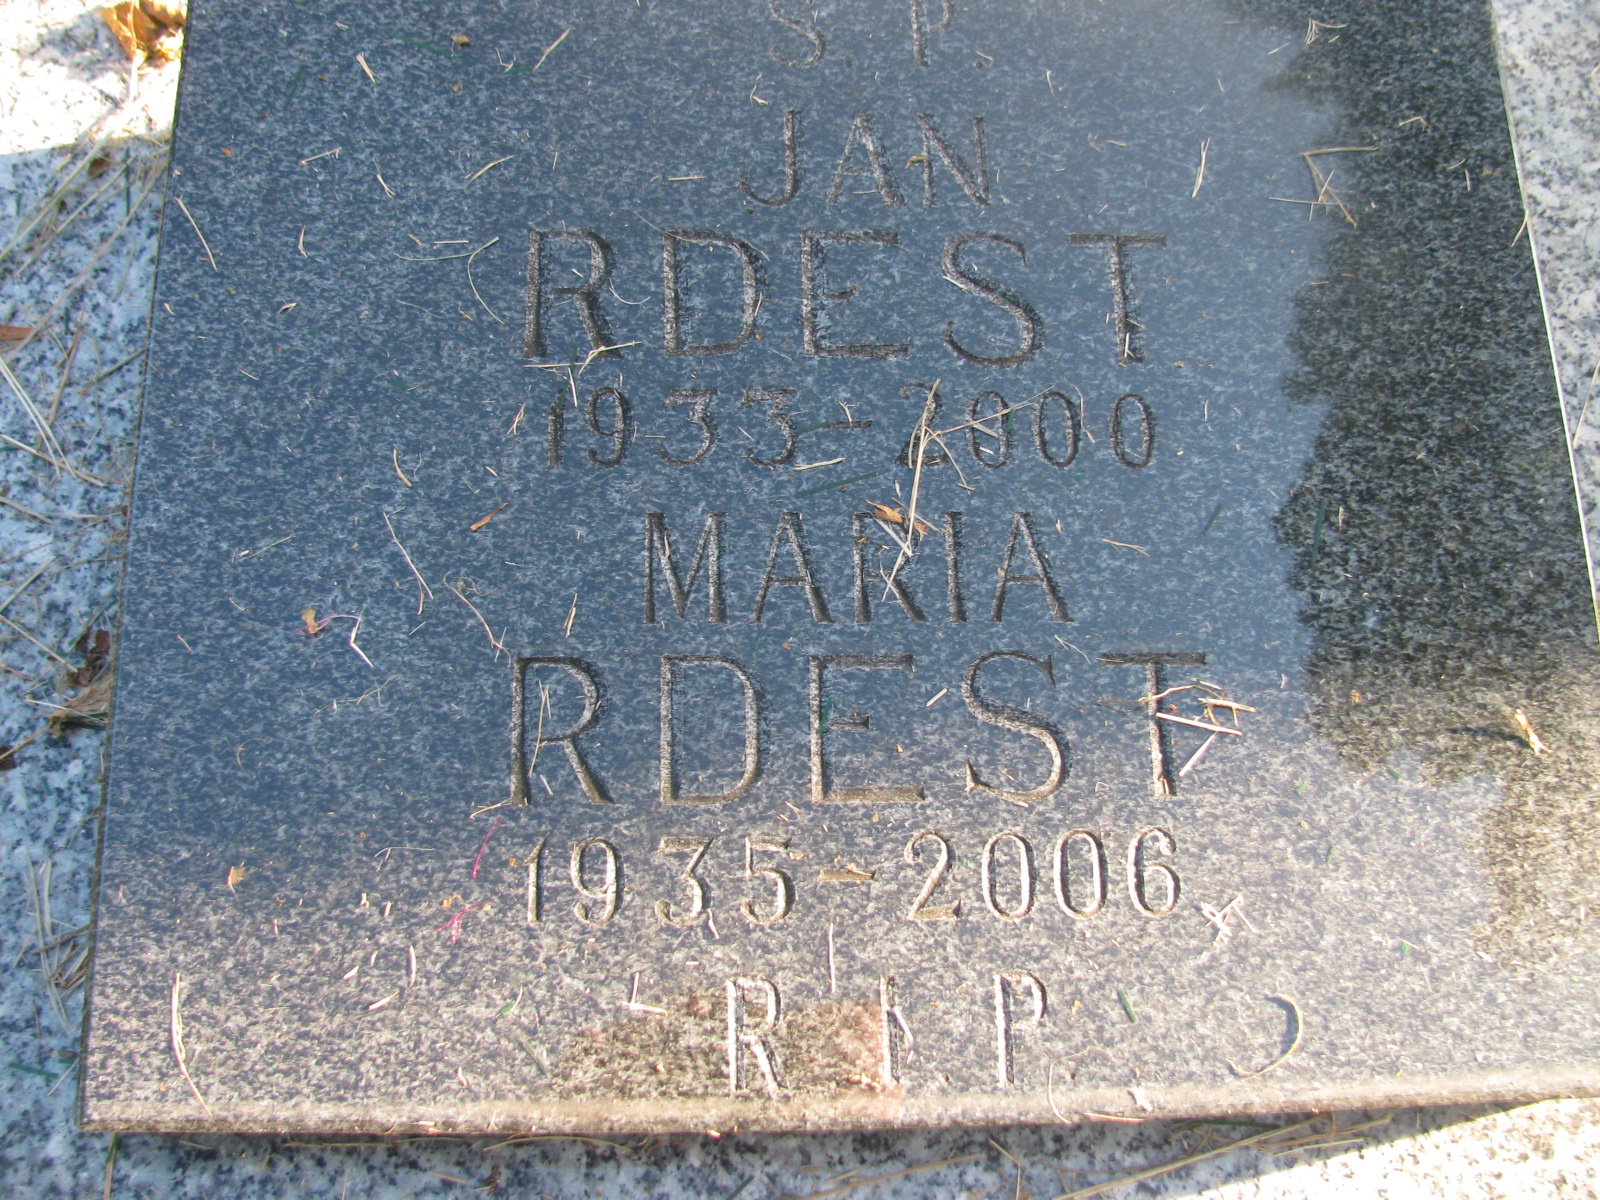 S P
JAN
RDEST
1933-2000
MARIA
RDEST
1935-2006
R I P